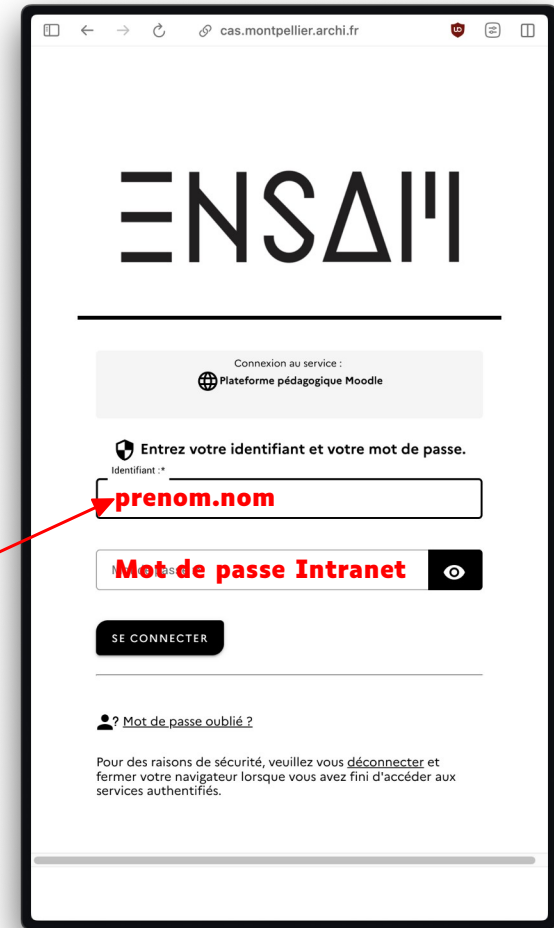 cas.montpellier.archi.fr
ENSAM
Connexion au service :
Plateforme pédagogique Moodle
Entrez votre identifiant et votre mot de passe.
Identifiant :*
prenom.nom
Mot de passe Intranet
SE CONNECTER
? Mot de passe oublié ?
Pour des raisons de sécurité, veuillez vous déconnecter et
fermer votre navigateur lorsque vous avez fini d'accéder aux
services authentifiés.